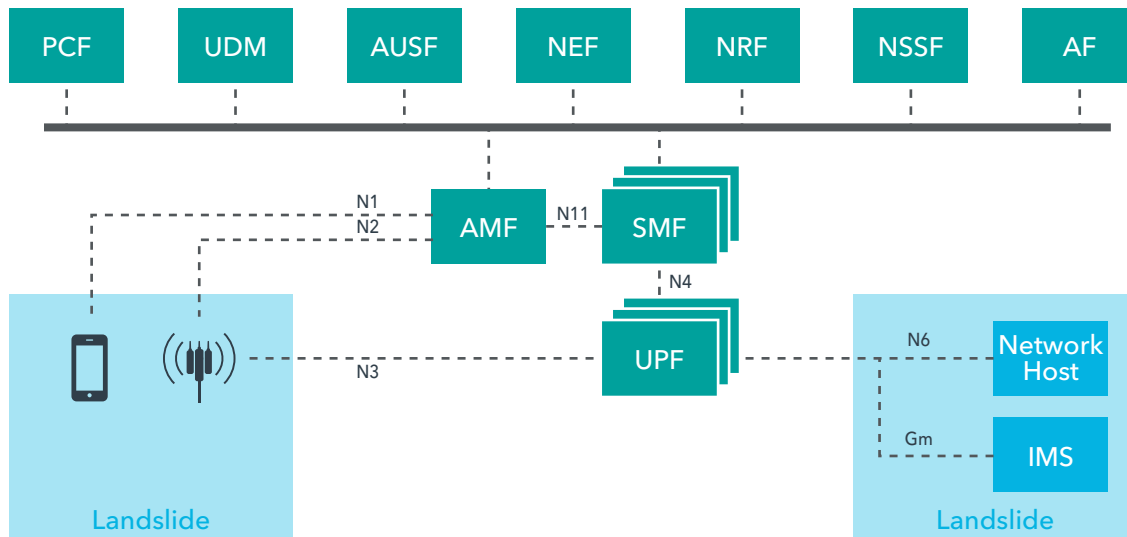 PCF
UDM
AUSF
NEF
NRF
NSSF
AF
N1
N2
AMF
N11
SMF
N4
N3
UPF
N6
Network
Host
Gm
IMS
Landslide
Landslide